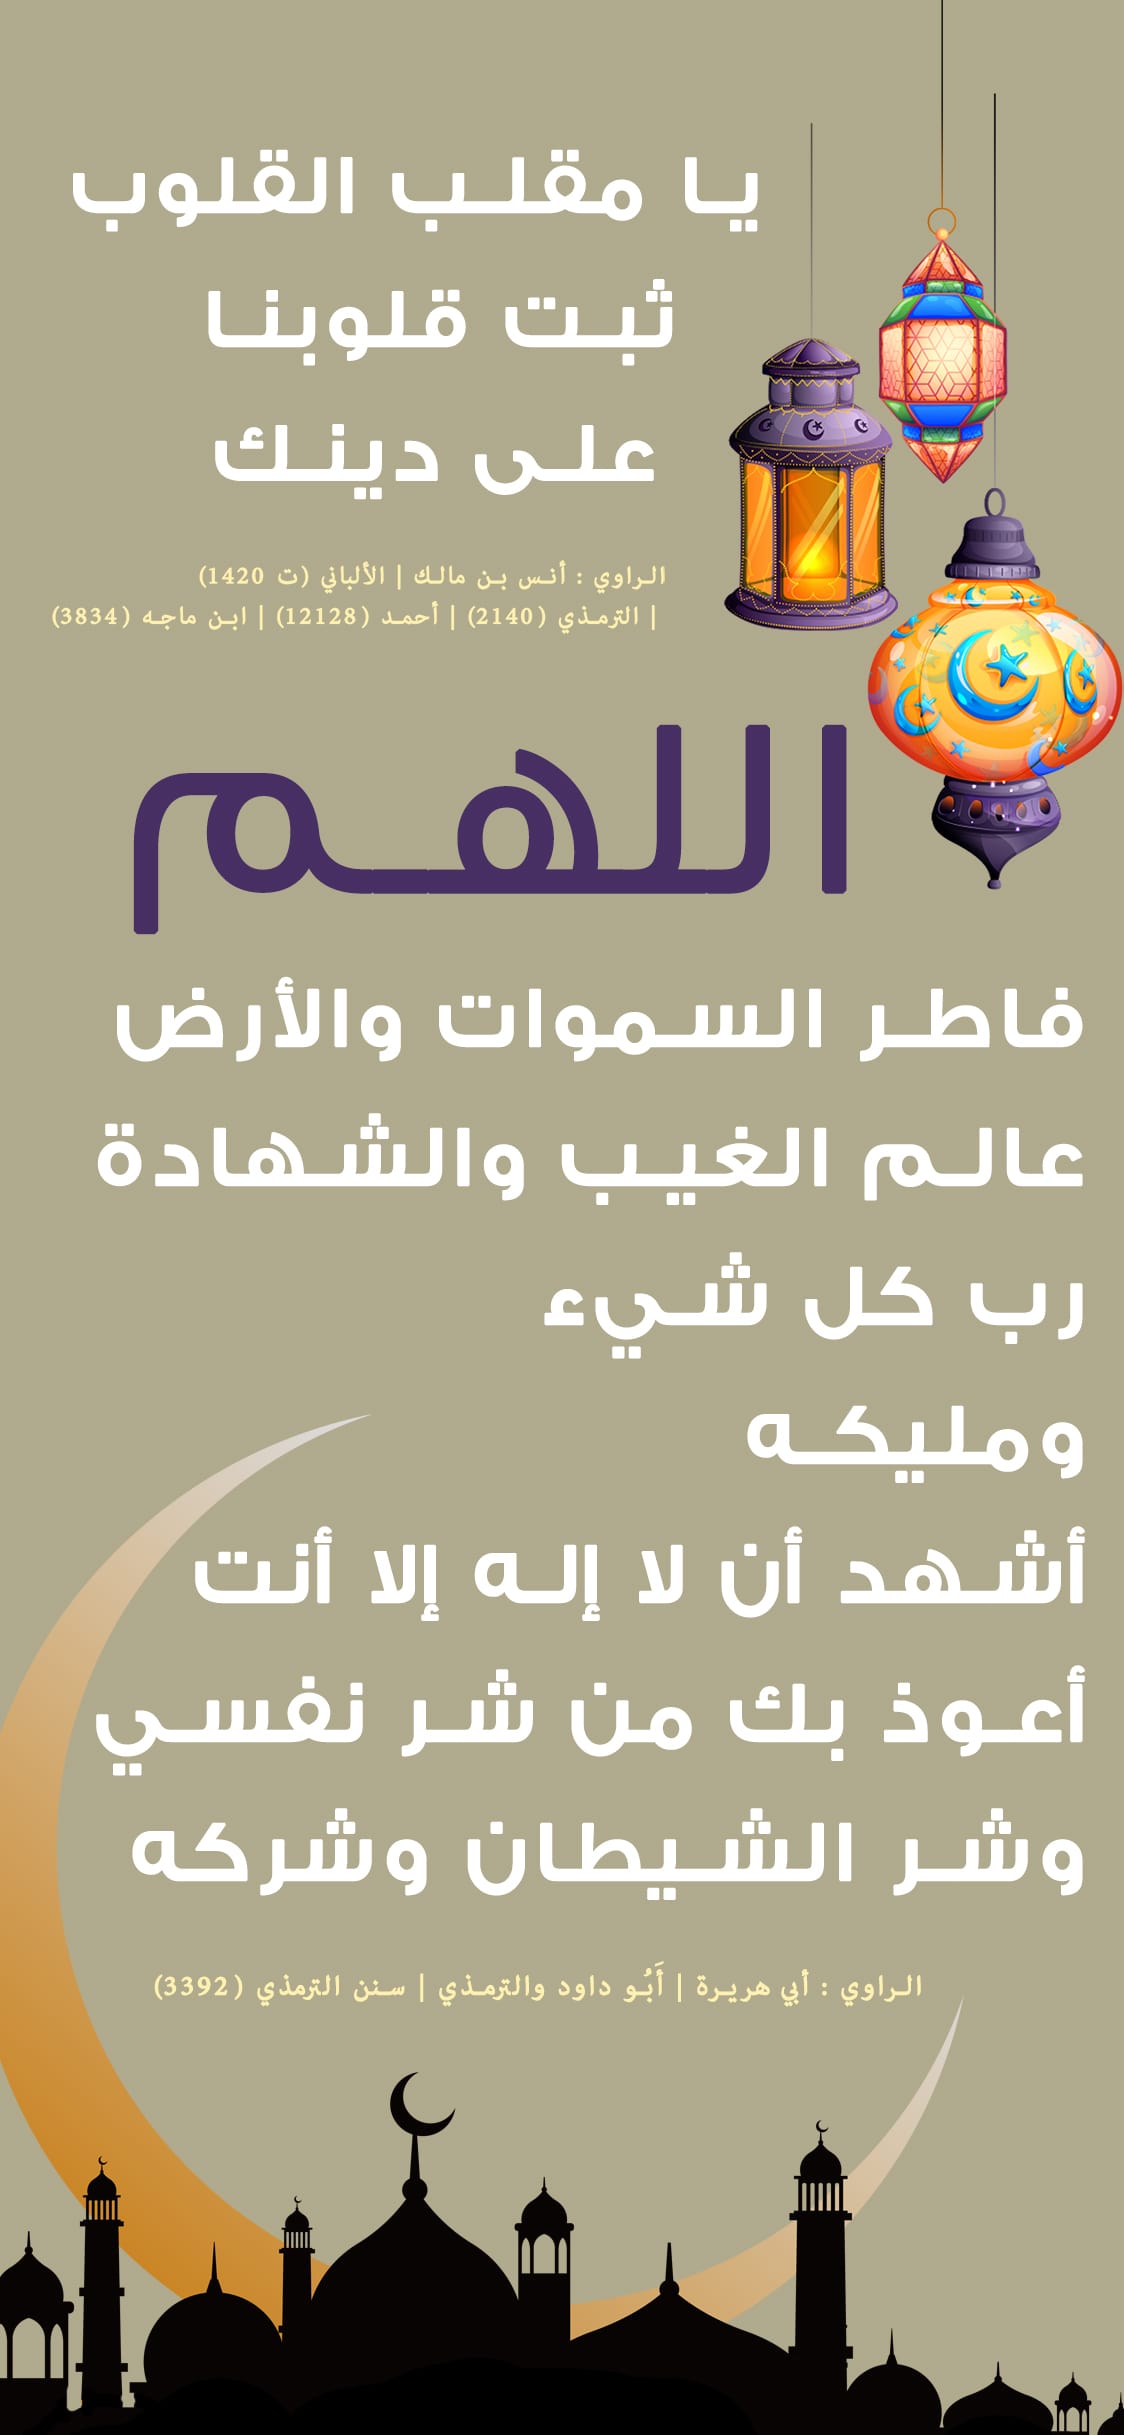 يا مقلب القلوب
ثبت قلوبنا
على دينك
الراوي : أنس بن مالك | الألباني (ت 1420)
| الترمذي (2140) | أحمد (12128) | ابن ماجه (3834)
اللهم
فاطر السموات والأرض
عالم الغيب والشهادة
رب كل شيء
ومليكه
أشهد أن لا إله إلا أنت
أعوذ بك من شر نفسي
وشر الشيطان وشركه
الراوي : أبي هريرة | أَبُو داود والترمذي | سنن الترمذي (3392)